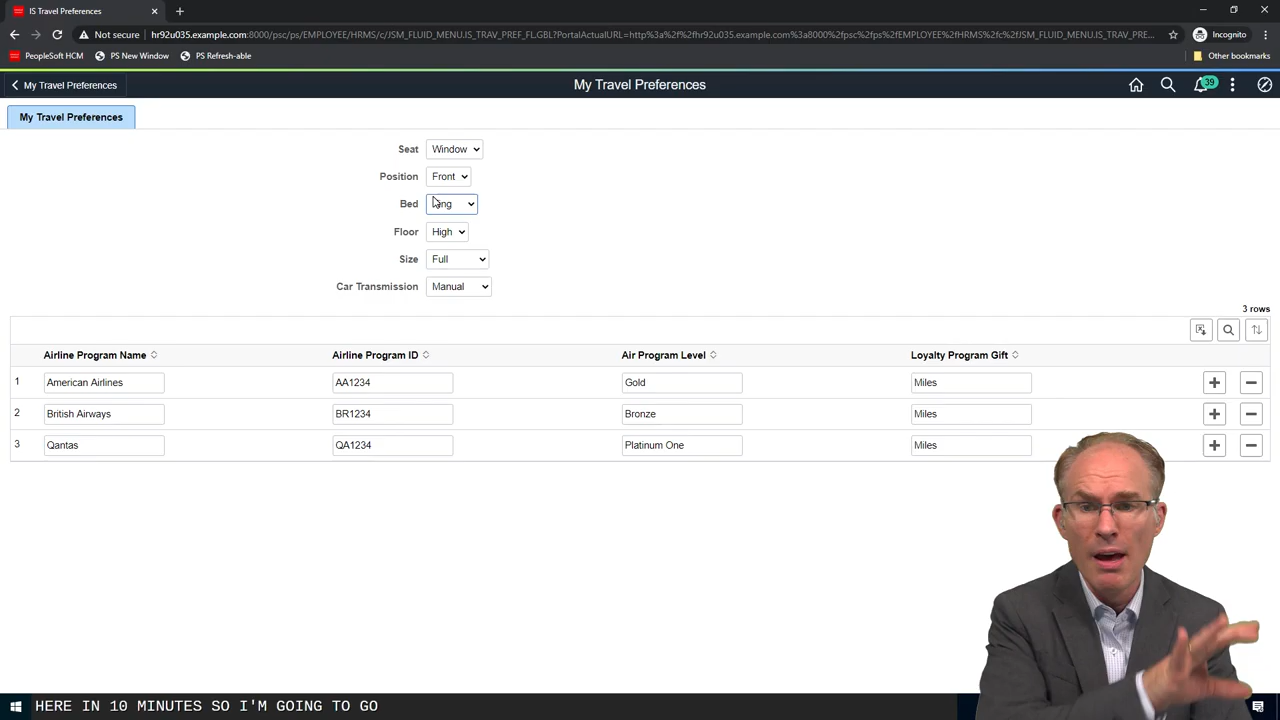 IS Travel Preferences
Not secure
hr92u035.example.com:8000/psc/ps/EMPLOYEE/HRMS/c/JSM_FLUID_MENU.IS_TRAV_PREF_FL.GBL?PortalActualURL=http%3a%2f%2fhr92u035.example.com%3a8000%2fpsc%2fps%2fEMPLOYEE%2fHRMS%2fc%2fJSM_FLUID_MENU.IS_TRAV_PRE...
Incognito
PeopleSoft HCM PS New Window PS Refresh-able Other bookmarks
My Travel Preferences My Travel Preferences 39
My Travel Preferences
Seat Window
Position Front
Bed
Floor High
Size Full
Car Transmission Manual
3 rows
Airline Program Name Airline Program ID Air Program Level Loyalty Program Gift
1 American Airlines AA1234 Gold Miles
2 British Airways BR1234 Bronze Miles
3 Qantas QA1234 Platinum One Miles
HERE IN 10 MINUTES SO I'M GOING TO GO